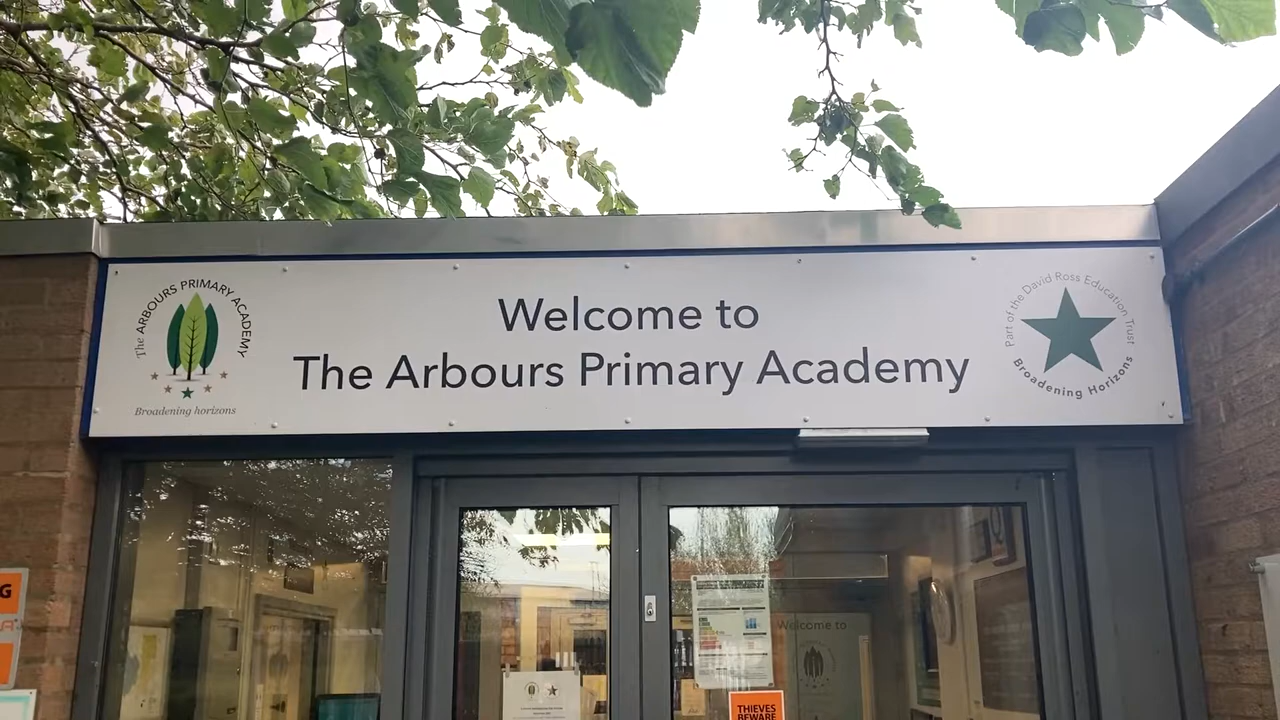 The ARBOURS PRIMARY ACADEMY
Broadening horizons
Welcome to
The Arbours Primary Academy
Part of the David Ross Education Trust
Broadening Horizons
G
Welcome to
THIEVES
BEWARE